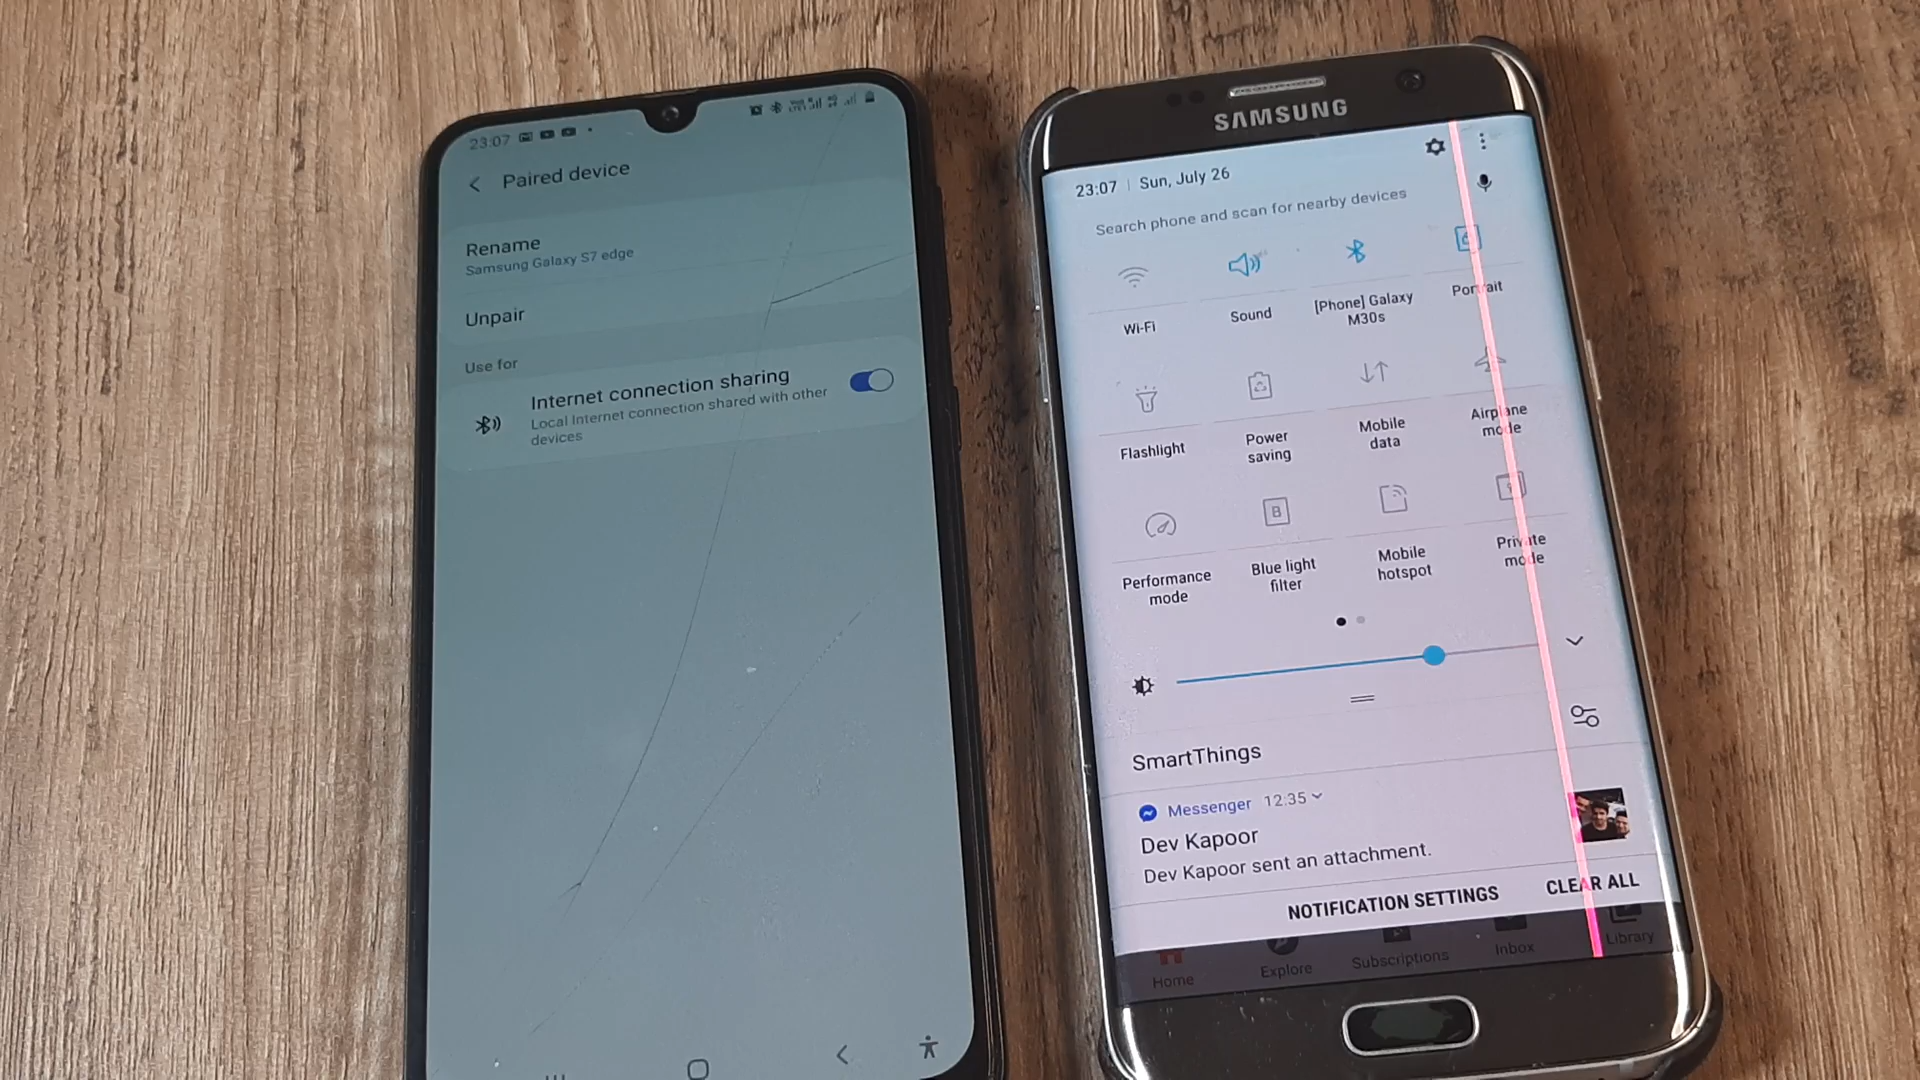 23:07
Paired device
Rename
Samsung Galaxy S7 edge
Unpair
Use for
Internet connection sharing
Local Internet connection shared with other
devices
SAMSUNG
23:07 | Sun, July 26
Search phone and scan for nearby devices
Wi-Fi
Sound
[Phone] Galaxy
M30s
Portrait
Flashlight
Power
saving
Mobile
data
Airplane
mode
Performance
mode
B
Blue light
filter
Mobile
hotspot
Private
mode
SmartThings
Messenger 12:35
Dev Kapoor
Dev Kapoor sent an attachment.
NOTIFICATION SETTINGS CLEAR ALL
Home
Explore
Subscriptions
Inbox
Library